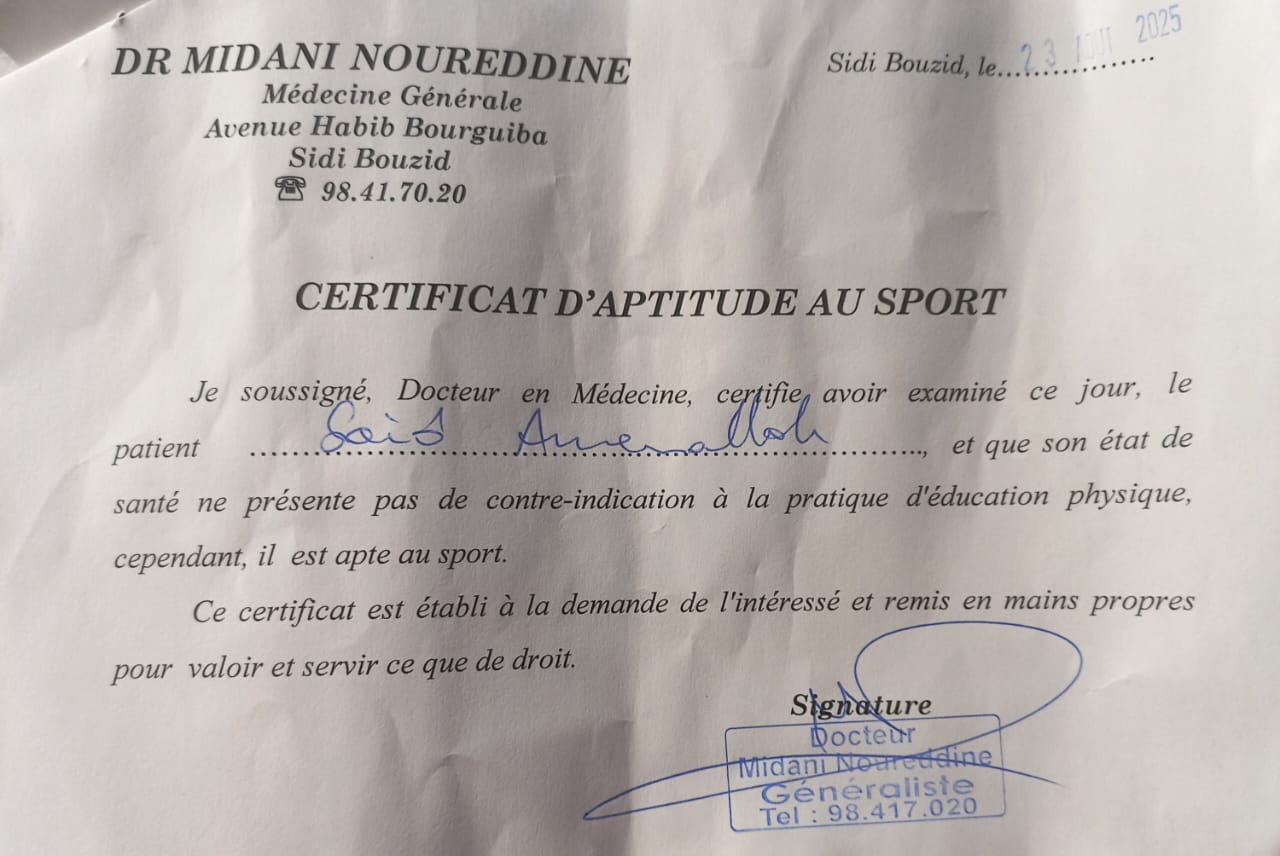 DR MIDANI NOUREDDINE
Médecine Générale
Avenue Habib Bourguiba
Sidi Bouzid
☎ 98.41.70.20
Sidi Bouzid, le...23 AOUT 2025
CERTIFICAT D'APTITUDE AU SPORT
Je soussigné, Docteur en Médecine, certifie avoir examiné ce jour, le
patient Said Amenallah, et que son état de
santé ne présente pas de contre-indication à la pratique d'éducation physique,
cependant, il est apte au sport.
Ce certificat est établi à la demande de l'intéressé et remis en mains propres
pour valoir et servir ce que de droit.
Signature
Docteur
Midani Noureddine
Généraliste
Tel : 98.417.020